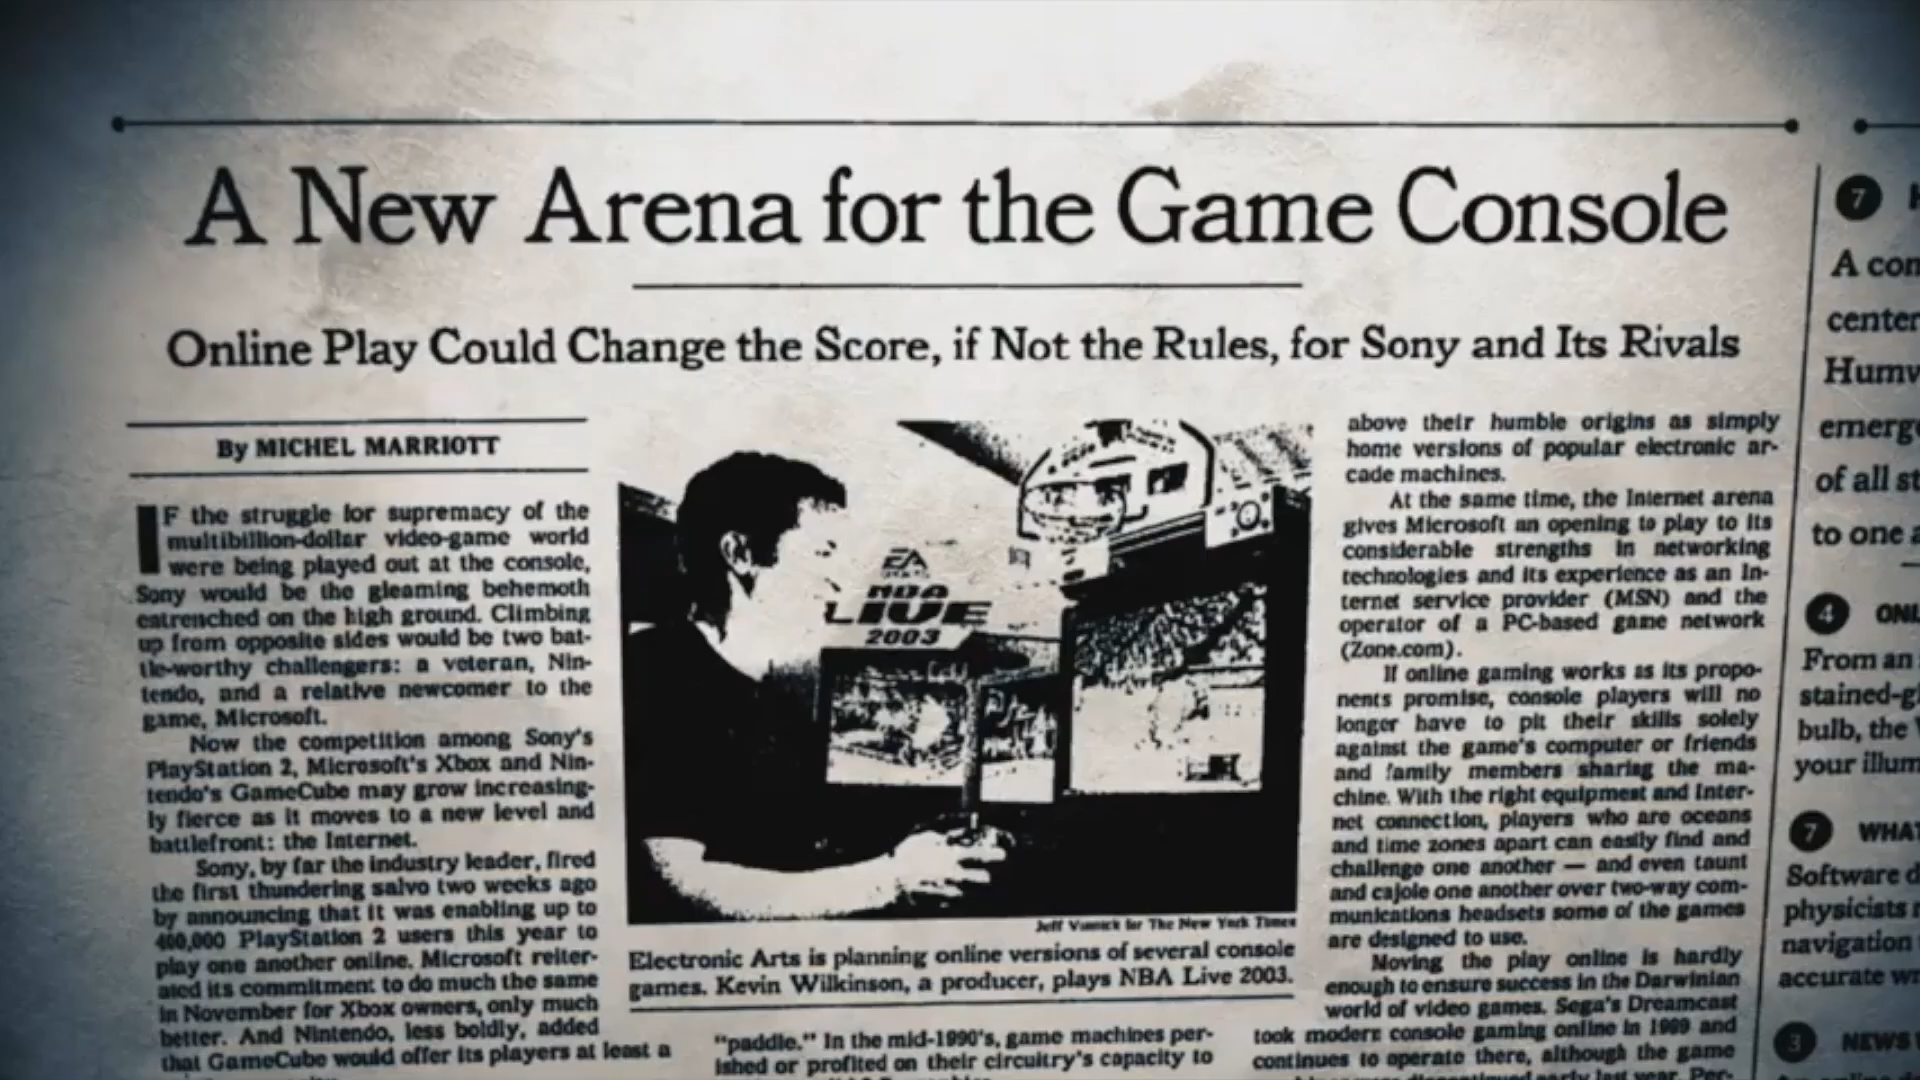 A New Arena for the Game Console
Online Play Could Change the Score, if Not the Rules, for Sony and Its Rivals
By MICHEL MARRIOTT
IF the struggle for supremacy of the
multibillion-dollar video-game world
were being played out at the console,
Sony would be the gleaming behemoth
entrenched on the high ground. Climbing
up from opposite sides would be two bat-
tle-worthy challengers: a veteran, Nin-
tendo, and a relative newcomer to the
game, Microsoft.
Now the competition among Sony's
PlayStation 2, Microsoft's Xbox and Nin-
tendo's GameCube may grow increasing-
ly fierce as it moves to a new level and
battlefront: the Internet.
Sony, by far the industry leader, fired
the first thundering salvo two weeks ago
by announcing that it was enabling up to
400,000 PlayStation 2 users this year to
play one another online. Microsoft reiter-
ated its commitment to do much the same
in November for Xbox owners, only much
better. And Nintendo, less boldly, added
that GameCube would offer its players at least a
EA
NBA
LIVE
2003
for The New York Times
Electronic Arts is planning online versions of several console
games. Kevin Wilkinson, a producer, plays NBA Live 2003.
"paddle." In the mid-1990's, game machines per-
ished or profited on their circuitry's capacity to
above their humble origins as simply
home versions of popular electronic ar-
cade machines.
At the same time, the Internet arena
gives Microsoft an opening to play to its
considerable strengths in networking
technologies and its experience as an In-
ternet service provider (MSN) and the
operator of a PC-based game network
(Zone.com).
If online gaming works as its propo-
nents promise, console players will no
longer have to pit their skills solely
against the game's computer or friends
and family members sharing the ma-
chine. With the right equipment and Inter-
net connection, players who are oceans
and time zones apart can easily find and
challenge one another — and even taunt
and cajole one another over two-way com-
munications headsets some of the games
are designed to use.
Moving the play online is hardly
enough to ensure success in the Darwinian
world of video games. Sega's Dreamcast
took modern console gaming online in 1999 and
continues to operate there, although the game
7
A con
center
Humv
emerge
of all st
to one a
4 ONL
From an
stained-gl
bulb, the
your illum
7 WHAT
Software d
physicists
navigation
accurate wr
3 NEWS